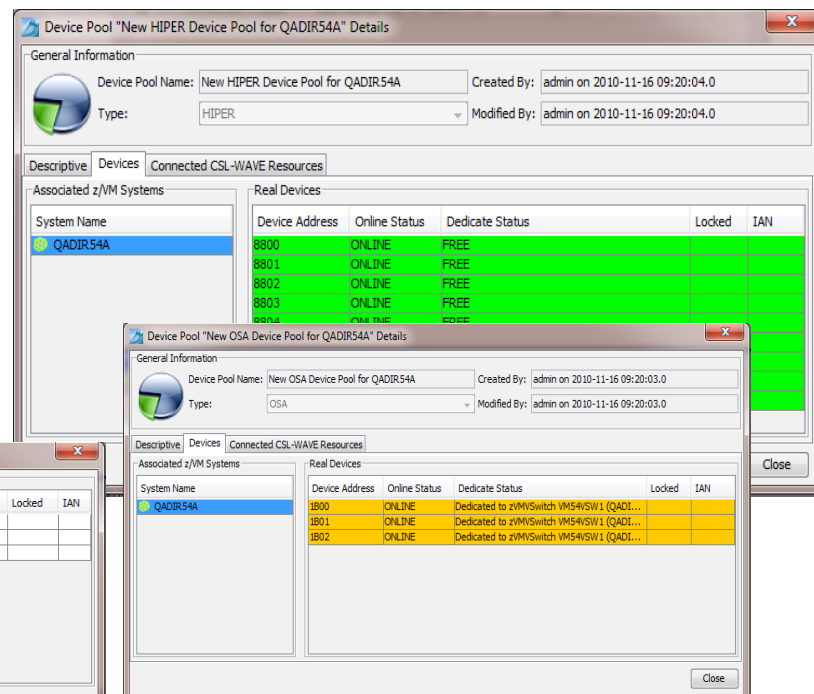 Device Pool "New HIPER Device Pool for QADIR54A" Details
General Information
Device Pool Name: New HIPER Device Pool for QADIR54A Created By: admin on 2010-11-16 09:20:04.0
Type: HIPER Modified By: admin on 2010-11-16 09:20:04.0
Descriptive Devices Connected CSL-WAVE Resources
Associated z/VM Systems Real Devices
System Name Device Address Online Status Dedicate Status Locked IAN
QADIR54A 8800 ONLINE FREE
8801 ONLINE FREE
8802 ONLINE FREE
8803 ONLINE FREE
8804 ONLINE FREE
Close
Device Pool "New OSA Device Pool for QADIR54A" Details
General Information
Device Pool Name: New OSA Device Pool for QADIR54A Created By: admin on 2010-11-16 09:20:03.0
Type: OSA Modified By: admin on 2010-11-16 09:20:03.0
Descriptive Devices Connected CSL-WAVE Resources
Associated z/VM Systems Real Devices
System Name Device Address Online Status Dedicate Status Locked IAN
QADIR54A 1B00 ONLINE Dedicated to zVMVSwitch VM54VSW1 (QADI...
1B01 ONLINE Dedicated to zVMVSwitch VM54VSW1 (QADI...
1B02 ONLINE Dedicated to zVMVSwitch VM54VSW1 (QADI...
Close
Locked IAN